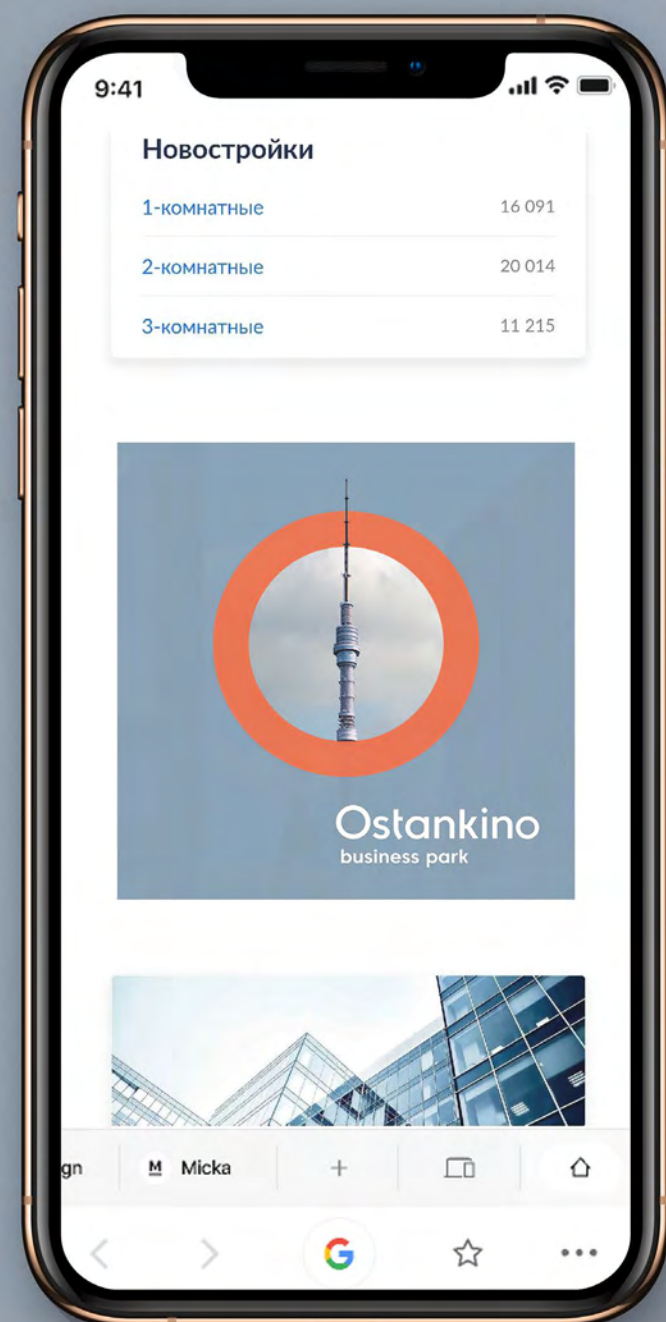 9:41
Новостройки
1-комнатные 16 091
2-комнатные 20 014
3-комнатные 11 215
Ostankino
business park
gn M Micka +
G